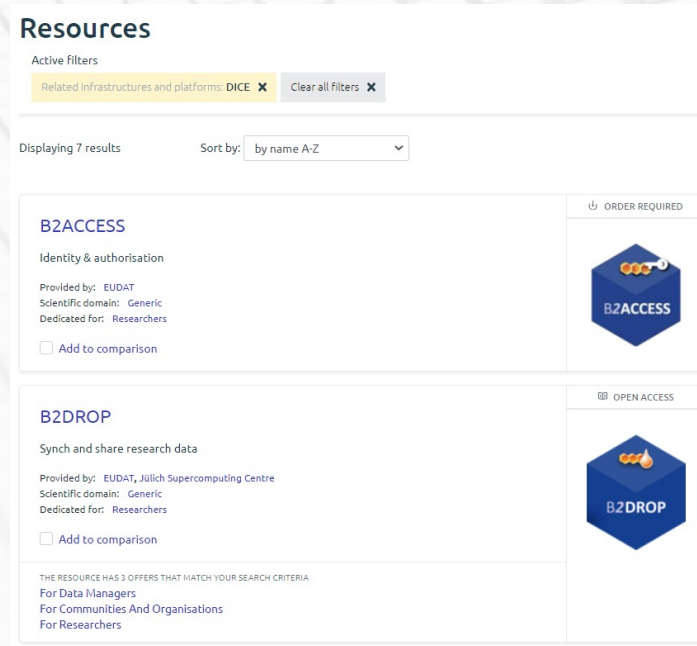 Resources
Active filters
Related Infrastructures and platforms: DICE ✕ Clear all filters ✕
Displaying 7 results Sort by: by name A-Z
ORDER REQUIRED
B2ACCESS
Identity & authorisation
Provided by: EUDAT
Scientific domain: Generic
Dedicated for: Researchers
Add to comparison
B2ACCESS
OPEN ACCESS
B2DROP
Synch and share research data
Provided by: EUDAT, Jülich Supercomputing Centre
Scientific domain: Generic
Dedicated for: Researchers
Add to comparison
B2DROP
THE RESOURCE HAS 3 OFFERS THAT MATCH YOUR SEARCH CRITERIA
For Data Managers
For Communities And Organisations
For Researchers